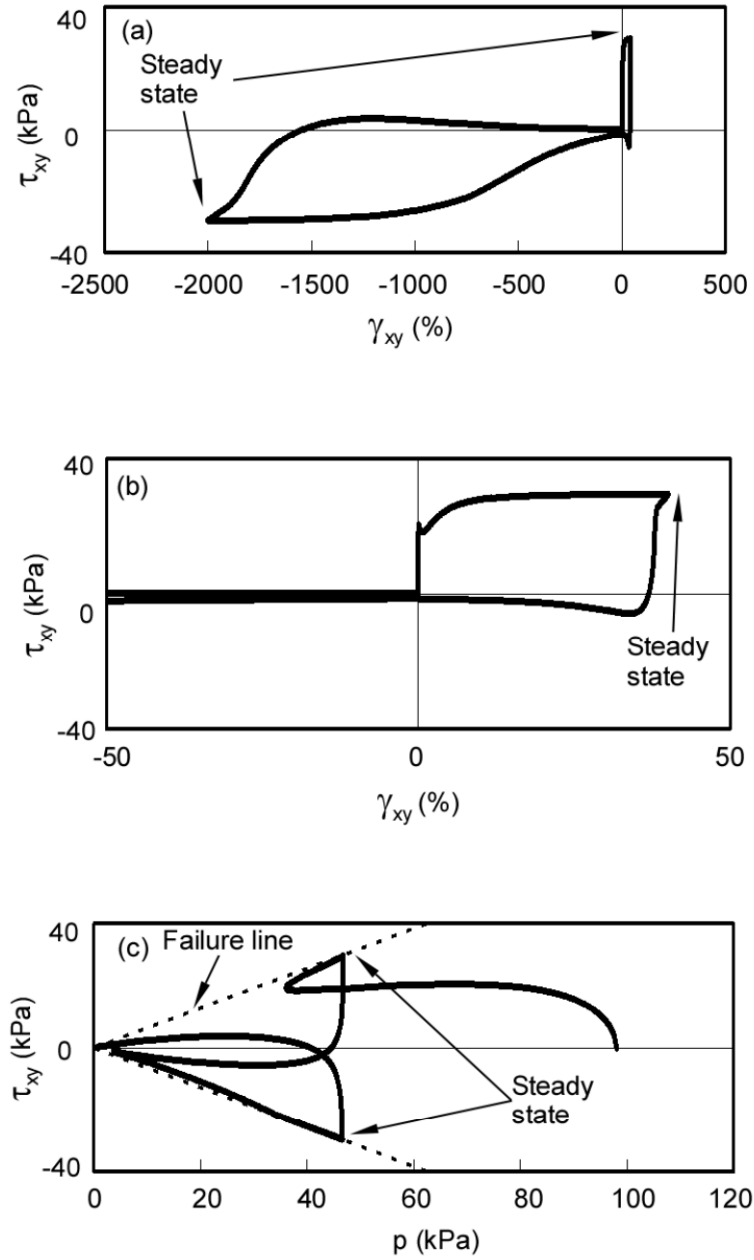 40
(a)
Steady
state
0
τxy (kPa)
-40
-2500 -2000 -1500 -1000 -500 0 500
γxy (%)
40
(b)
0
τxy (kPa)
Steady
state
-40
-50 0 50
γxy (%)
40
(c) Failure line
0
τxy (kPa)
Steady
state
-40
0 20 40 60 80 100 120
p (kPa)